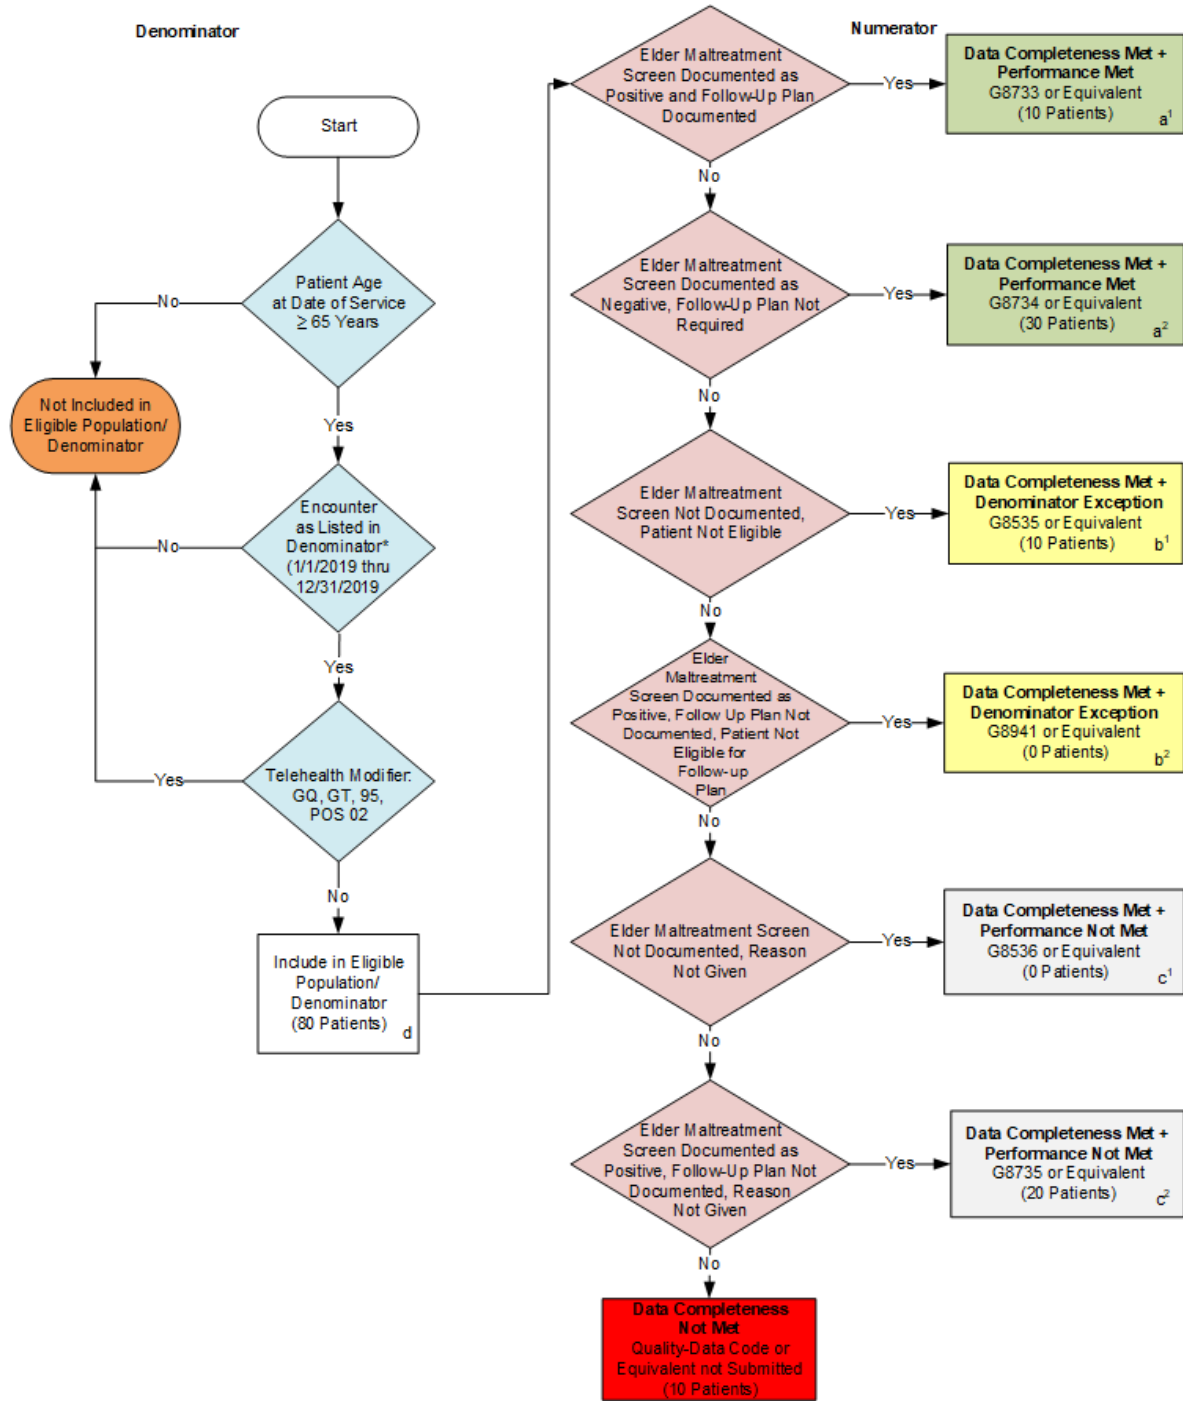 Denominator
Start
Patient Age
at Date of Service
≥ 65 Years
No
Not Included in
Eligible Population/
Denominator
Yes
Encounter
as Listed in
Denominator*
(1/1/2019 thru
12/31/2019
No
Yes
Telehealth Modifier:
GQ, GT, 95,
POS 02
Yes
No
Include in Eligible
Population/
Denominator
(80 Patients)
d
Numerator
Elder Maltreatment
Screen Documented as
Positive and Follow-Up Plan
Documented
Yes
Data Completeness Met +
Performance Met
G8733 or Equivalent
(10 Patients)
a¹
No
Elder Maltreatment
Screen Documented as
Negative, Follow-Up Plan Not
Required
Yes
Data Completeness Met +
Performance Met
G8734 or Equivalent
(30 Patients)
a²
No
Elder Maltreatment
Screen Not Documented,
Patient Not Eligible
Yes
Data Completeness Met +
Denominator Exception
G8535 or Equivalent
(10 Patients)
b¹
No
Elder
Maltreatment
Screen Documented as
Positive, Follow Up Plan Not
Documented, Patient Not
Eligible for
Follow-up
Plan
Yes
Data Completeness Met +
Denominator Exception
G8941 or Equivalent
(0 Patients)
b²
No
Elder Maltreatment Screen
Not Documented, Reason
Not Given
Yes
Data Completeness Met +
Performance Not Met
G8536 or Equivalent
(0 Patients)
c¹
No
Elder Maltreatment
Screen Documented as
Positive, Follow-Up Plan Not
Documented, Reason
Not Given
Yes
Data Completeness Met +
Performance Not Met
G8735 or Equivalent
(20 Patients)
c²
No
Data Completeness
Not Met
Quality-Data Code or
Equivalent not Submitted
(10 Patients)